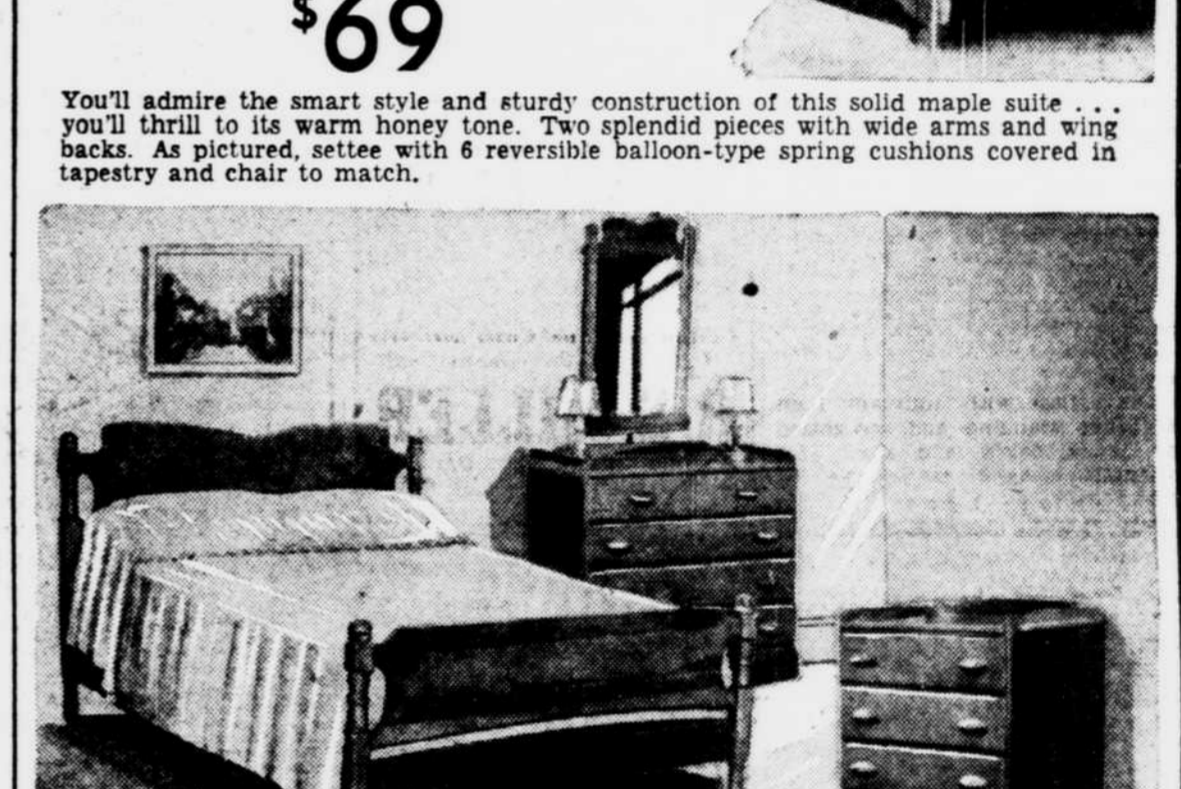 $69
You'll admire the smart style and sturdy construction of this solid maple suite . . .
you'll thrill to its warm honey tone. Two splendid pieces with wide arms and wing
backs. As pictured, settee with 6 reversible balloon-type spring cushions covered in
tapestry and chair to match.